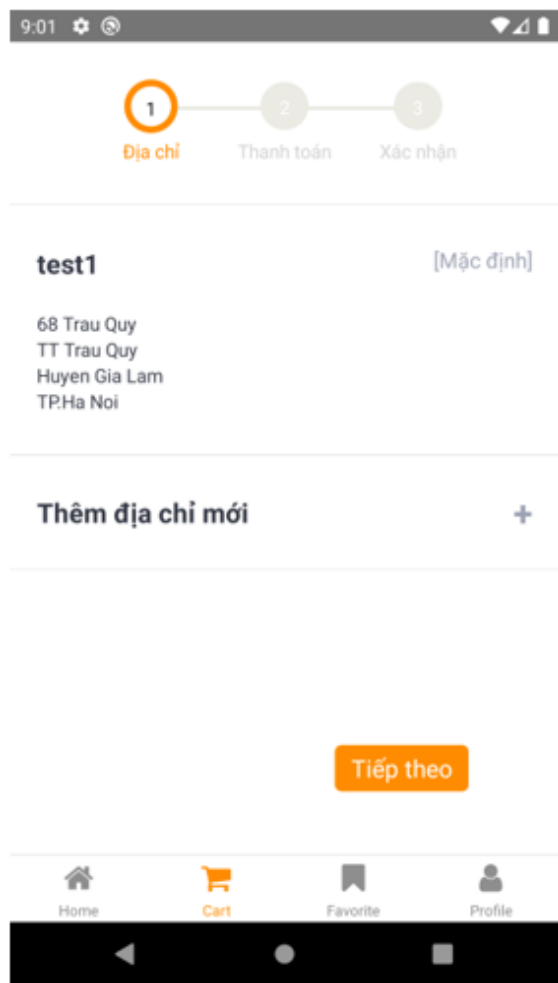 9:01
1 2 3
Địa chỉ Thanh toán Xác nhận
test1 [Mặc định]
68 Trau Quy
TT Trau Quy
Huyen Gia Lam
TP.Ha Noi
Thêm địa chỉ mới +
Tiếp theo
Home Cart Favorite Profile